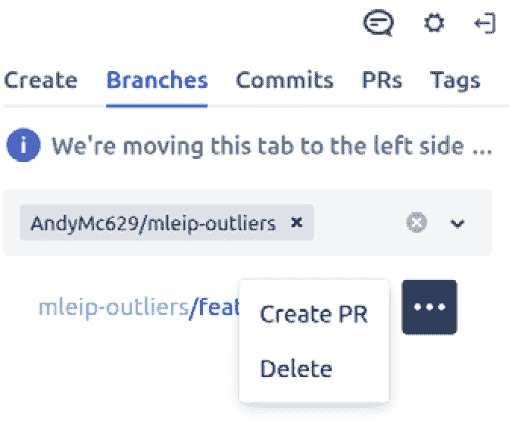 Create Branches Commits PRs Tags
We're moving this tab to the left side ...
AndyMc629/mleip-outliers ×
mleip-outliers/feat
Create PR
Delete